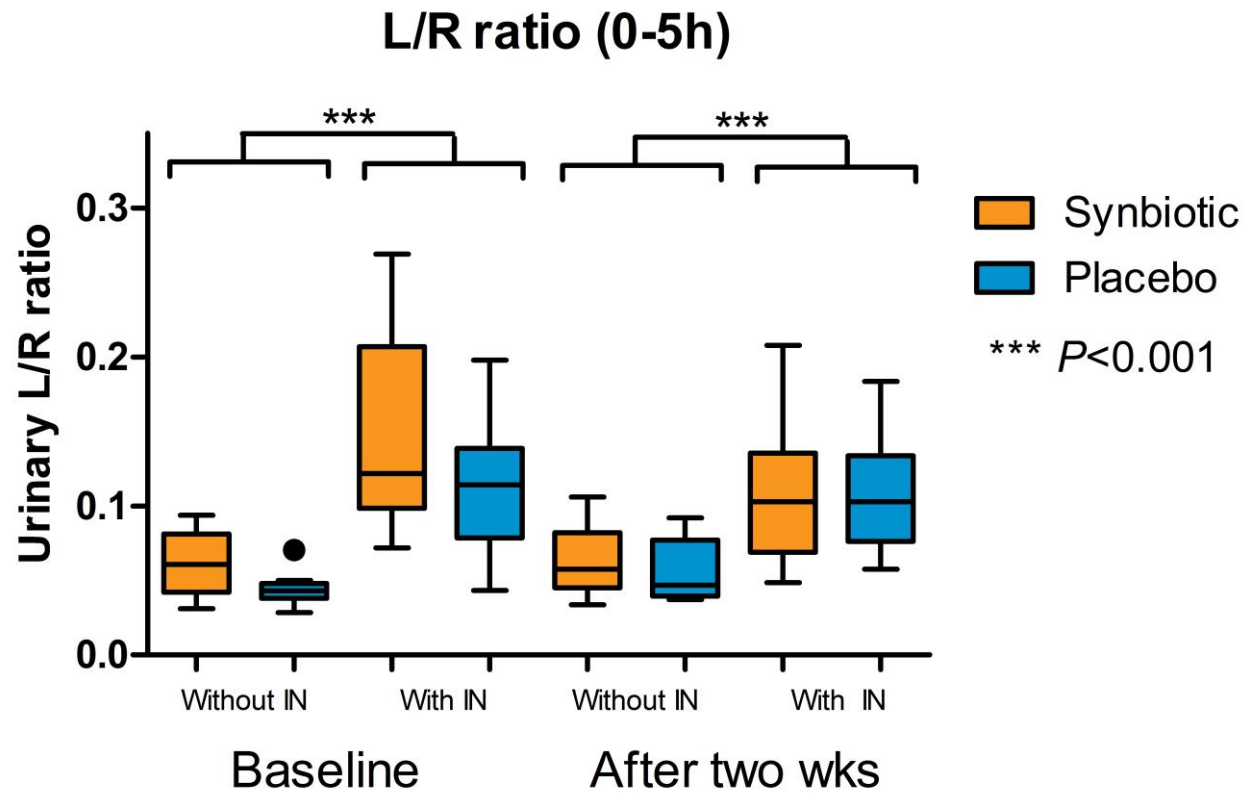 L/R ratio (0-5h)
***
***
0.3
0.2
0.1
0.0
Urinary L/R ratio
Synbiotic
Placebo
*** P<0.001
Without IN
With IN
Without IN
With IN
Baseline
After two wks